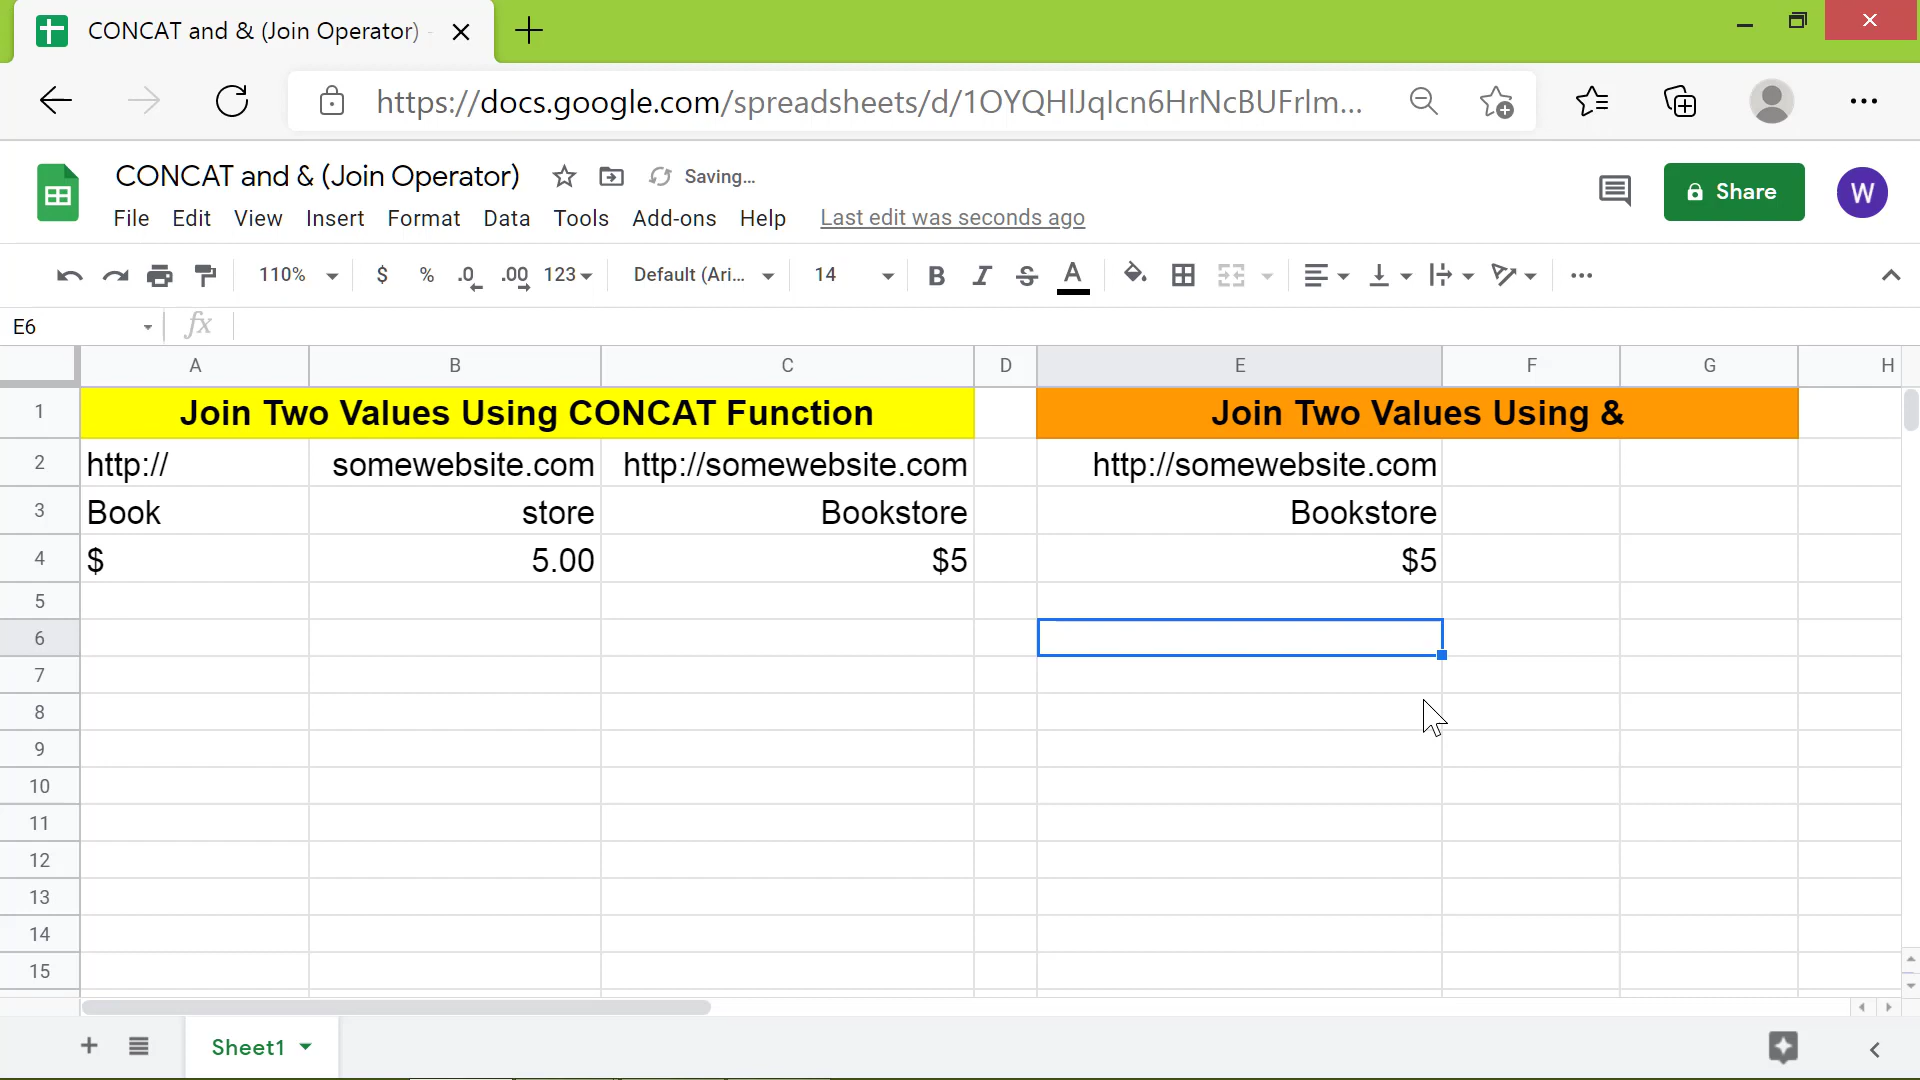 CONCAT and & (Join Operator) -
https://docs.google.com/spreadsheets/d/1OYQHlJqIcn6HrNcBUFrlm...
CONCAT and & (Join Operator) Saving...
Share W
File Edit View Insert Format Data Tools Add-ons Help Last edit was seconds ago
110% $ % .0 .00 123 Default (Ari... 14 B I S A ...
E6 fx
A B C D E F G H
1 Join Two Values Using CONCAT Function Join Two Values Using &
2 http:// somewebsite.com http://somewebsite.com http://somewebsite.com
3 Book store Bookstore Bookstore
4 $ 5.00 $5 $5
5
6
7
8
9
10
11
12
13
14
15
Sheet1